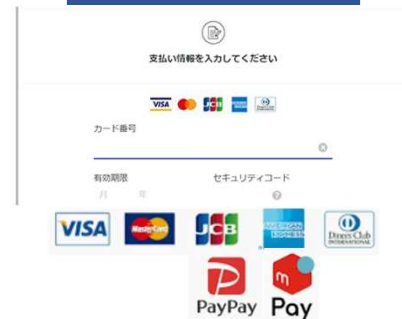 支払い情報を入力してください
VISA JCB
カード番号
有効期限 セキュリティコード
月 年
VISA MasterCard JCB AMERICAN EXPRESS Diners Club INTERNATIONAL
PayPay Pay